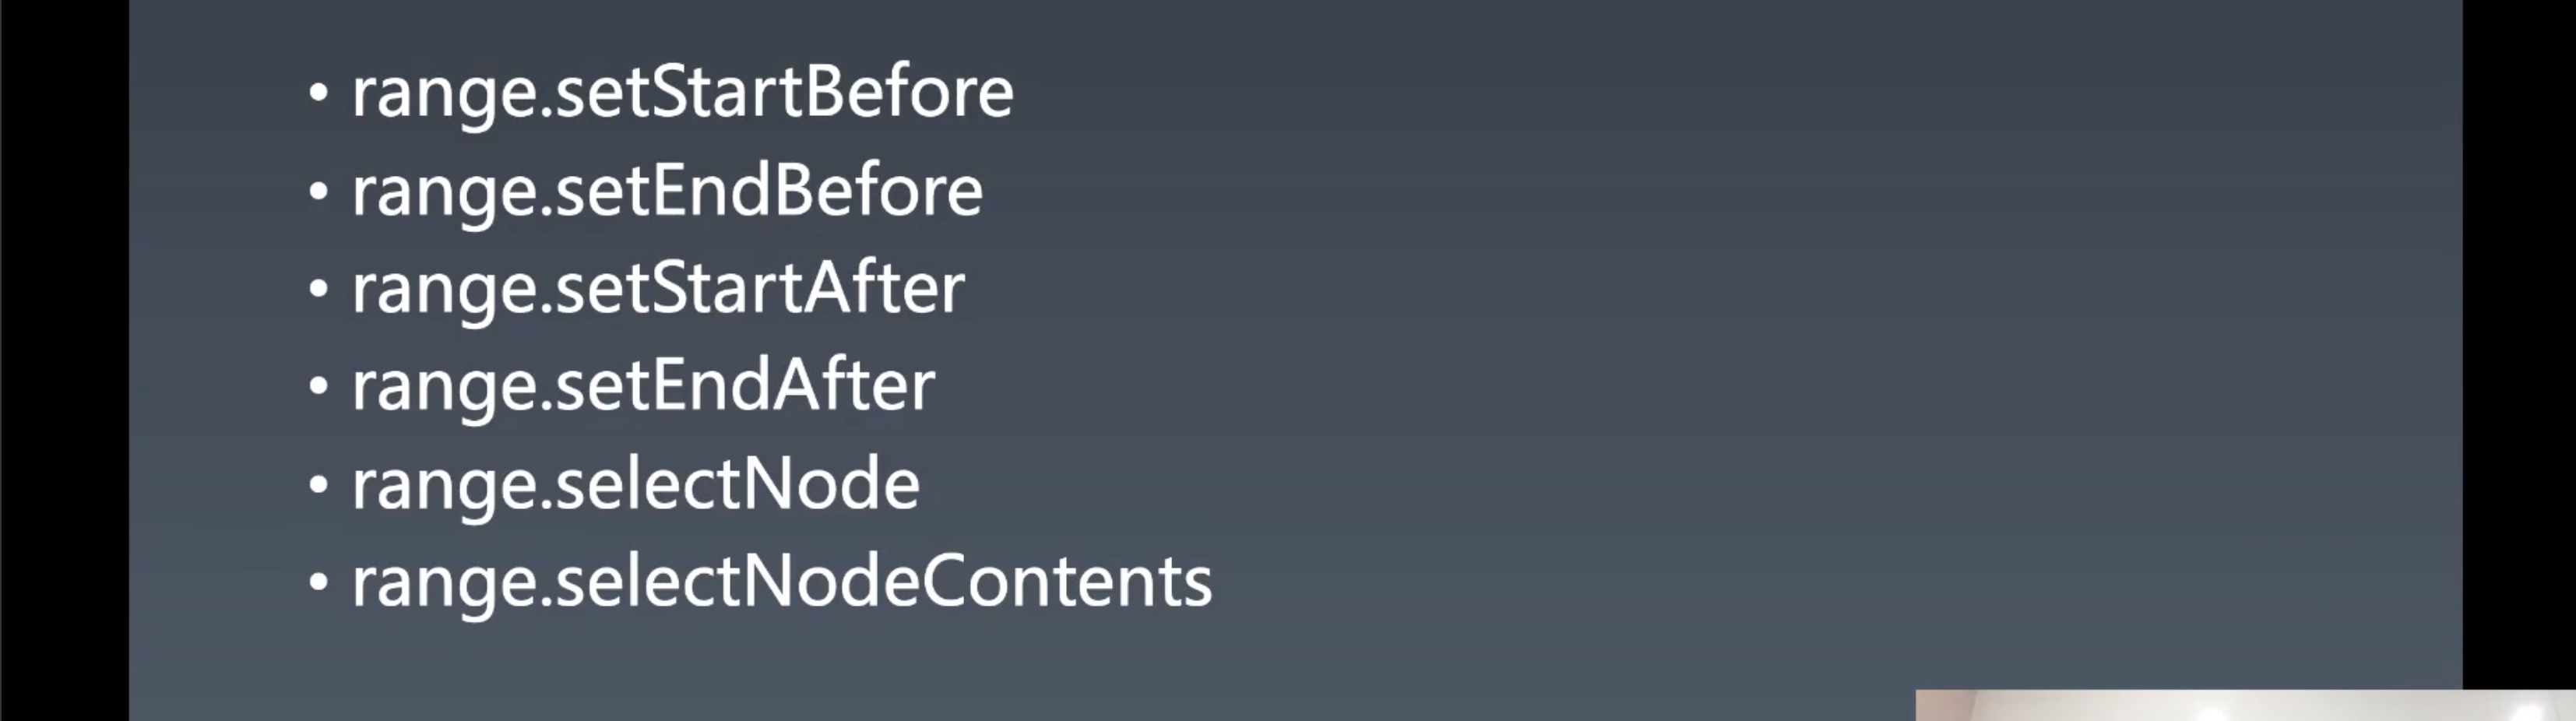 • range.setStartBefore
• range.setEndBefore
• range.setStartAfter
• range.setEndAfter
• range.selectNode
• range.selectNodeContents